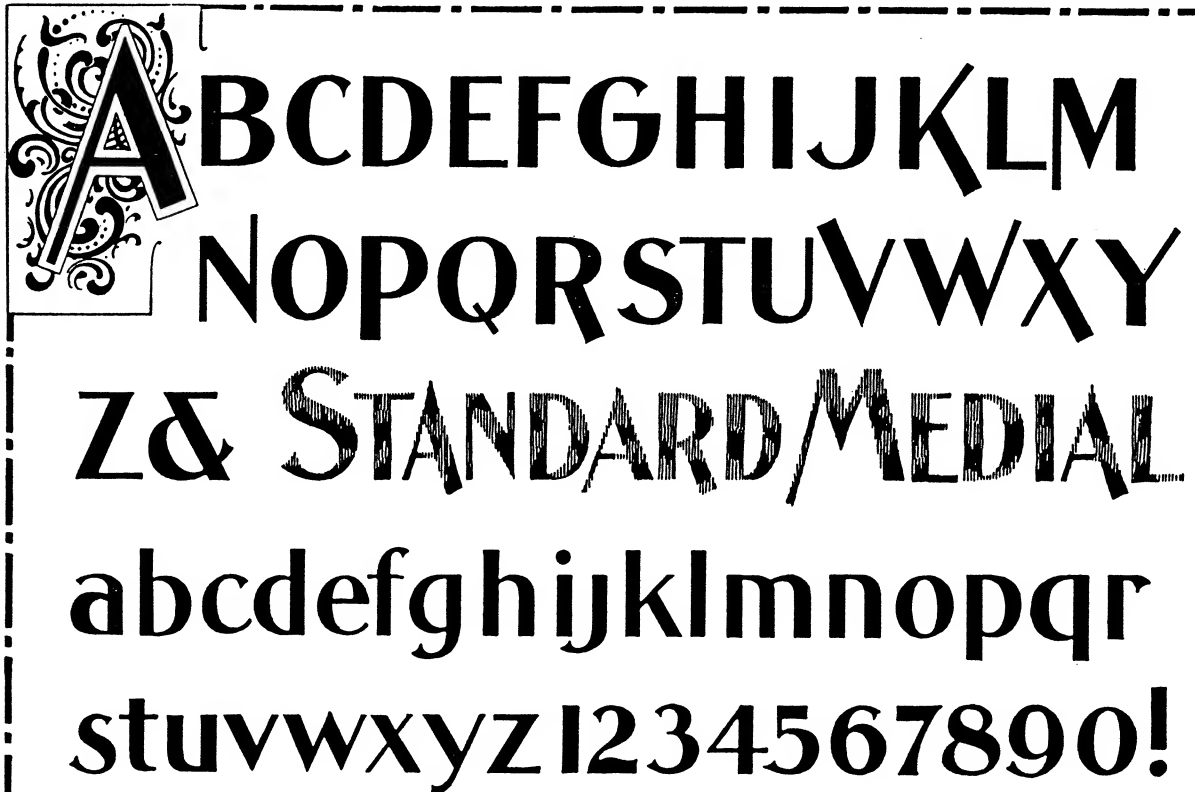 ABCDEFGHIJKLM
NOPQRSTUVWXY
Z& STANDARD MEDIAL
abcdefghijklmnopqr
stuvwxyz1234567890!